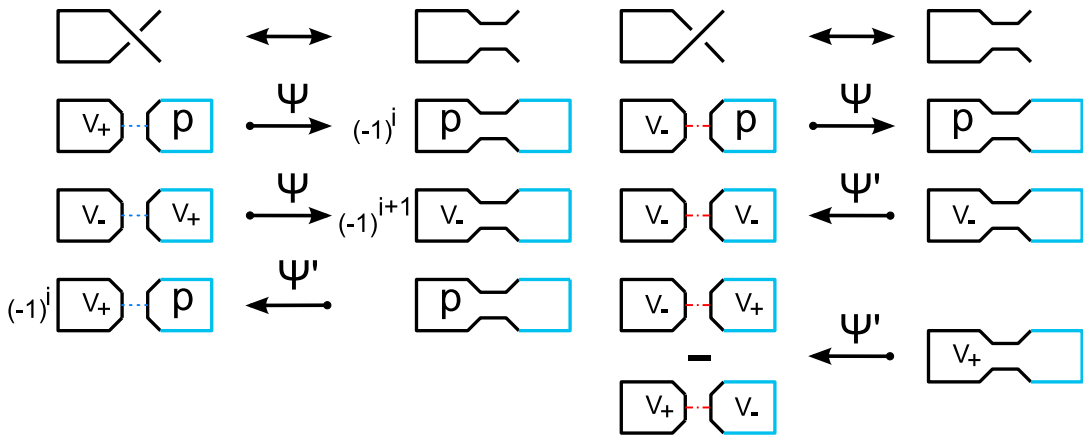 V₊ p Ψ (-1)ⁱ p V₋ p Ψ p
V₋ V₊ Ψ (-1)ⁱ⁺¹ V₋ V₋ V₋ Ψ' V₋
(-1)ⁱ V₊ p Ψ' p V₋ V₊
− Ψ' V₊
V₊ V₋